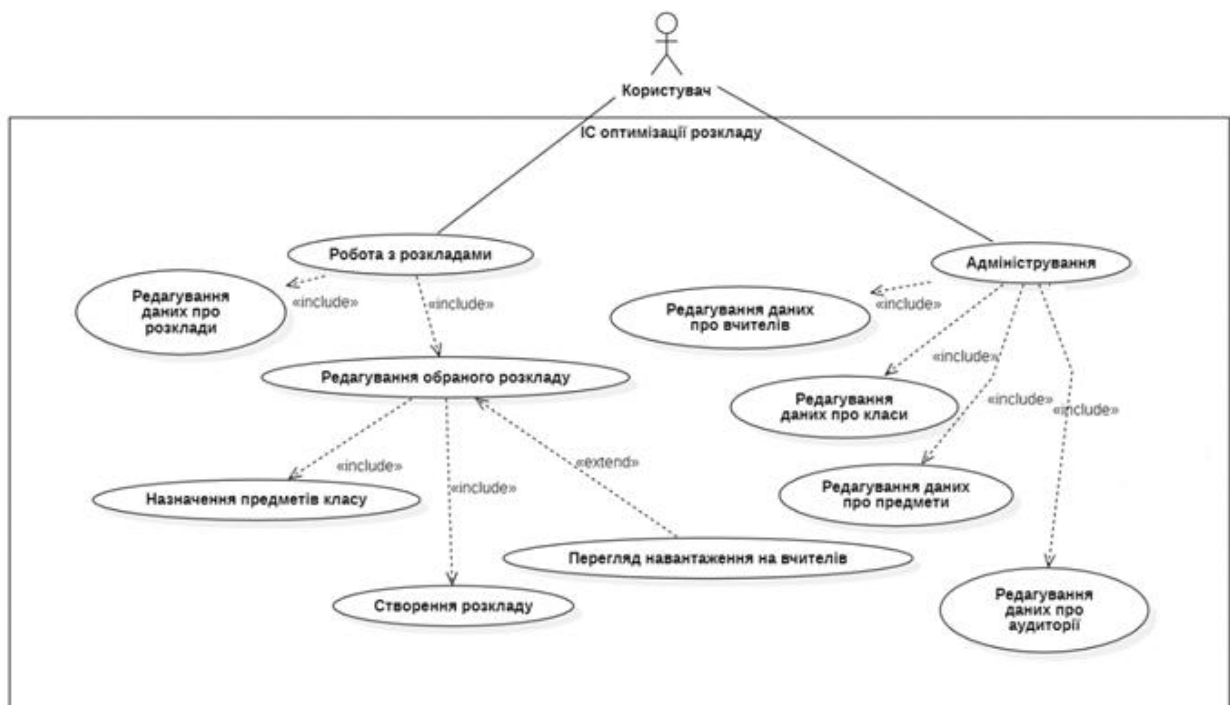 Користувач
ІС оптимізації розкладу
Робота з розкладами
Адміністрування
«include»
«include»
«include»
Редагування
даних про
розклади
Редагування даних
про вчителів
«include»
Редагування обраного розкладу
Редагування
даних про класи
«include»
«include»
«include»
«extend»
«include»
Назначення предметів класу
Редагування даних
про предмети
Перегляд навантаження на вчителів
Створення розкладу
Редагування
даних про
аудиторії